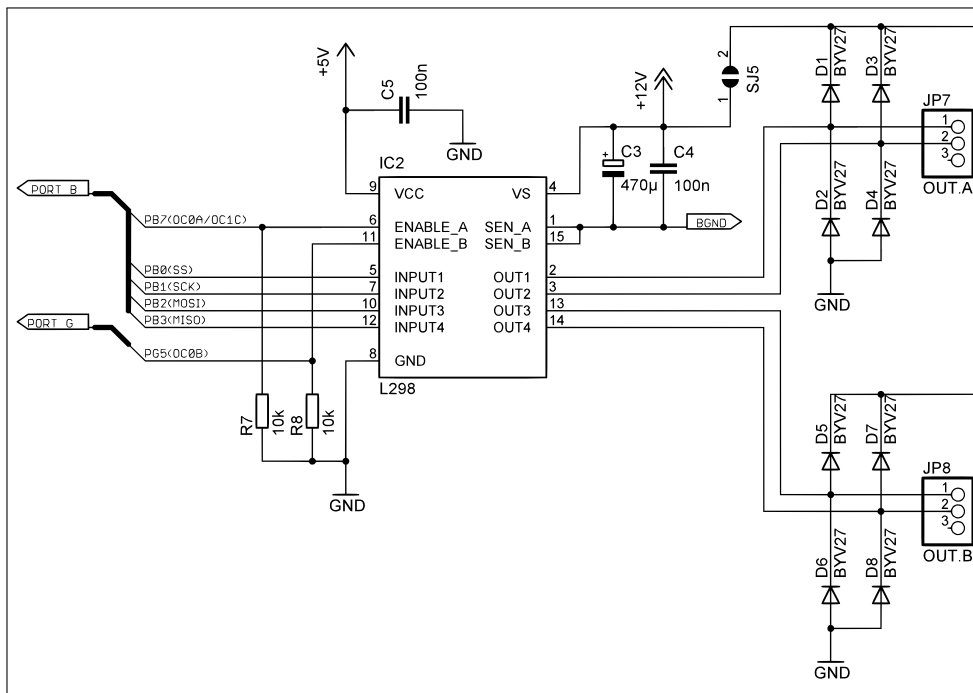 +5V
C5
100n
GND
+12V
2
1
SJ5
D1
BYV27
D3
BYV27
JP7
1
2
3
OUT.A
D2
BYV27
D4
BYV27
GND
IC2
C3
470µ
+
C4
100n
BGND
PORT B
PB7(OC0A/OC1C)
PB0(SS)
PB1(SCK)
PB2(MOSI)
PB3(MISO)
PORT G
PG5(OC0B)
9 VCC VS 4
6 ENABLE_A SEN_A 1
11 ENABLE_B SEN_B 15
5 INPUT1 OUT1 2
7 INPUT2 OUT2 3
10 INPUT3 OUT3 13
12 INPUT4 OUT4 14
8 GND
L298
R7
10k
R8
10k
GND
D5
BYV27
D7
BYV27
JP8
1
2
3
OUT.B
D6
BYV27
D8
BYV27
GND